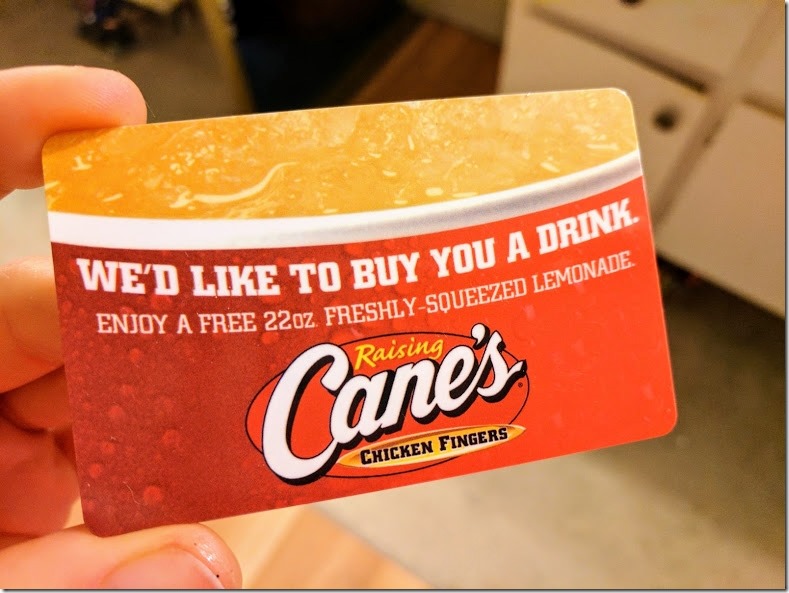 WE'D LIKE TO BUY YOU A DRINK.
ENJOY A FREE 22OZ. FRESHLY-SQUEEZED LEMONADE.
Raising
Cane's
CHICKEN FINGERS